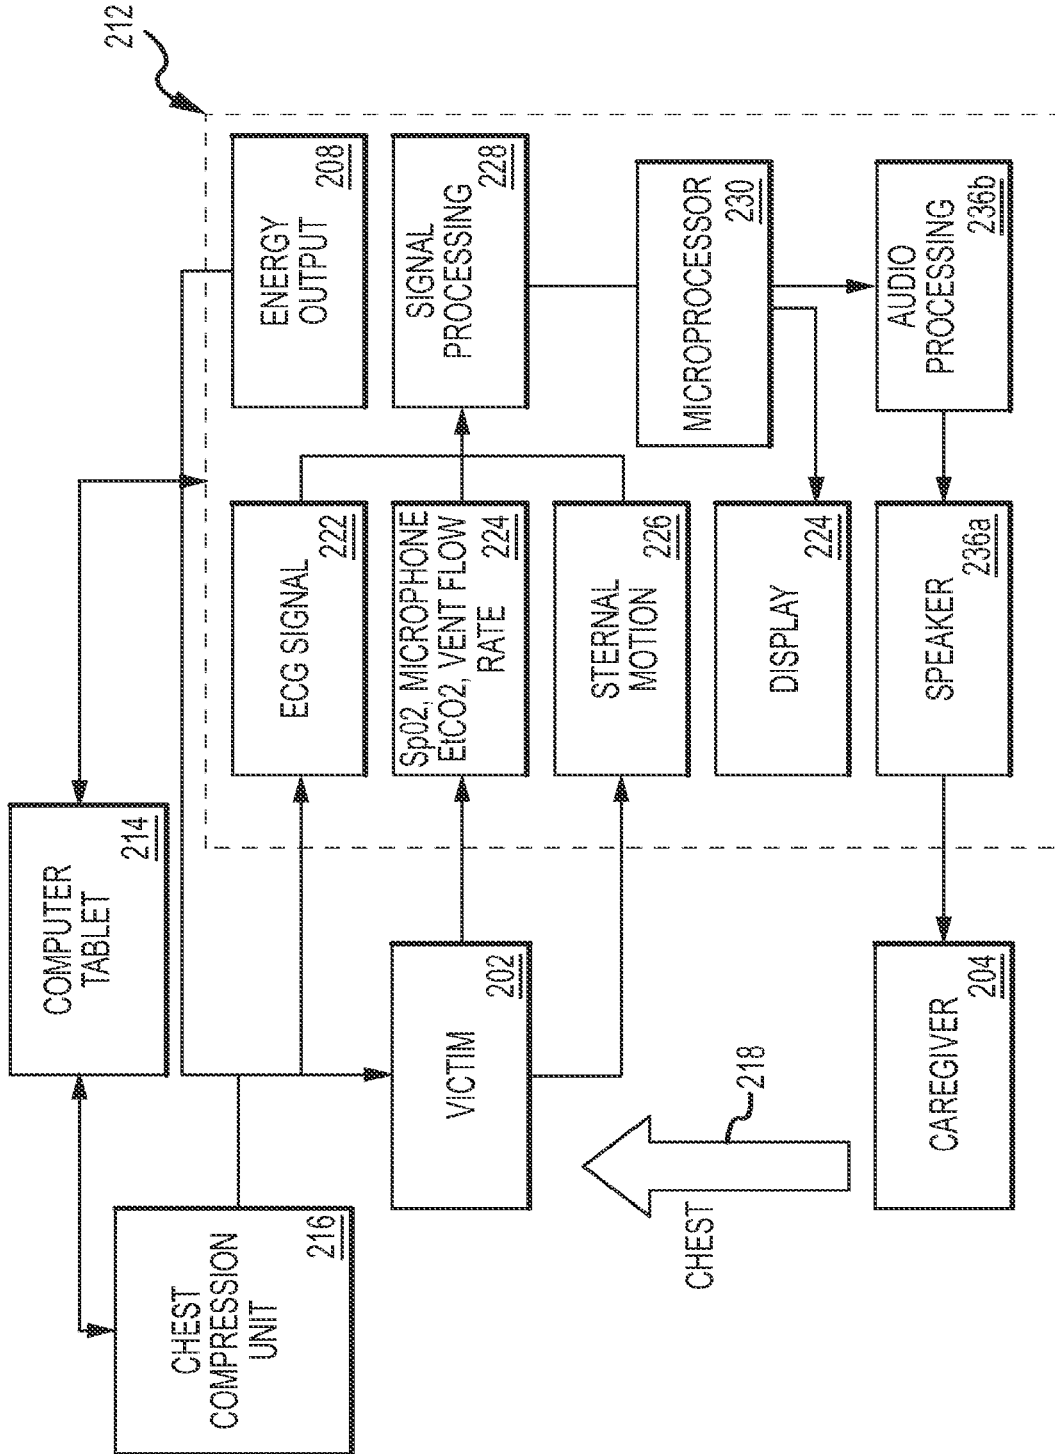 CHEST
COMPRESSION
UNIT
216
COMPUTER
TABLET
214
212
ECG SIGNAL
222
ENERGY
OUTPUT
208
VICTIM
202
Sp02, MICROPHONE
EtCO2, VENT FLOW
RATE
224
SIGNAL
PROCESSING
228
STERNAL
MOTION
226
MICROPROCESSOR
230
CHEST
218
DISPLAY
224
CAREGIVER
204
SPEAKER
236a
AUDIO
PROCESSING
236b